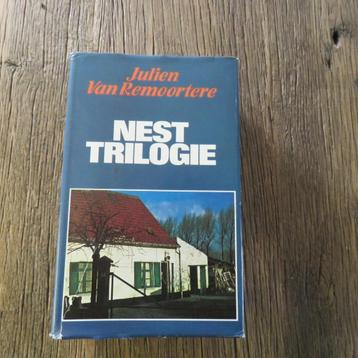 Julien
Van Remoortere
NEST
TRILOGIE